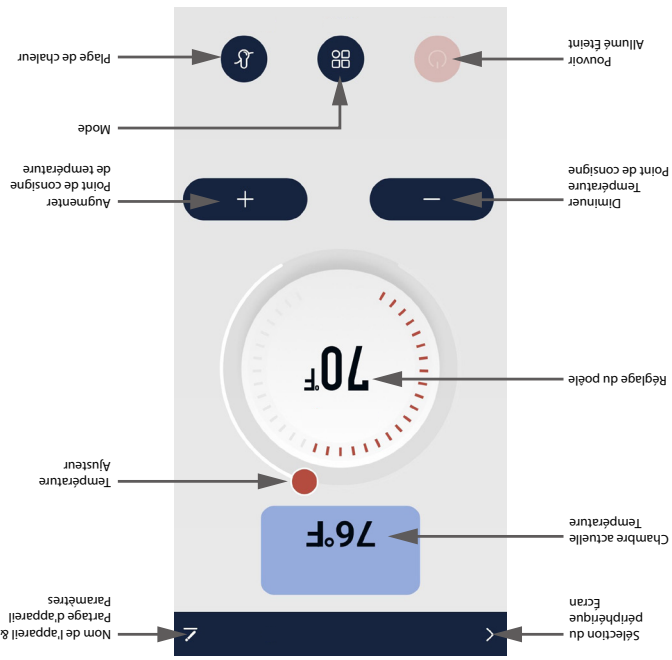 Sélection du
périphérique
Écran
Nom de l'appareil &
Partage d'appareil
Paramètres
Chambre actuelle
Température
76°F
Température
Ajusteur
Réglage du poêle
70°F
Diminuer
Température
Point de consigne
−
+
Augmenter
Point de consigne
de température
Mode
Pouvoir
Allumé Éteint
Plage de chaleur